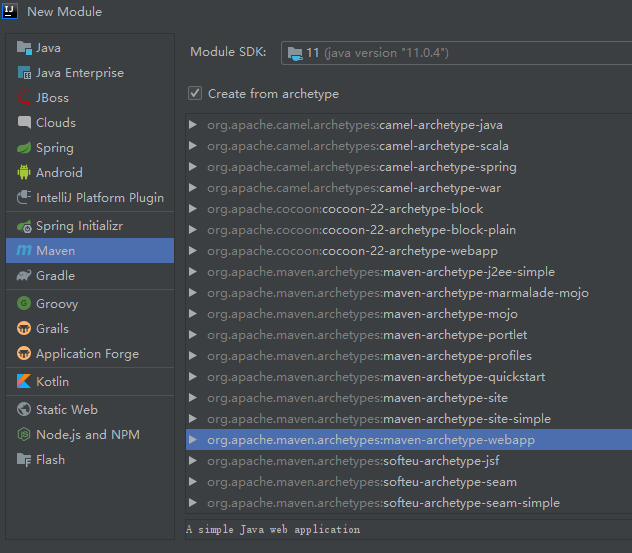 New Module
Java
Java Enterprise
JBoss
Clouds
Spring
Android
IntelliJ Platform Plugin
Spring Initializr
Maven
Gradle
Groovy
Grails
Application Forge
Kotlin
Static Web
Node.js and NPM
Flash
Module SDK: 11 (java version "11.0.4")
Create from archetype
org.apache.camel.archetypes:camel-archetype-java
org.apache.camel.archetypes:camel-archetype-scala
org.apache.camel.archetypes:camel-archetype-spring
org.apache.camel.archetypes:camel-archetype-war
org.apache.cocoon:cocoon-22-archetype-block
org.apache.cocoon:cocoon-22-archetype-block-plain
org.apache.cocoon:cocoon-22-archetype-webapp
org.apache.maven.archetypes:maven-archetype-j2ee-simple
org.apache.maven.archetypes:maven-archetype-marmalade-mojo
org.apache.maven.archetypes:maven-archetype-mojo
org.apache.maven.archetypes:maven-archetype-portlet
org.apache.maven.archetypes:maven-archetype-profiles
org.apache.maven.archetypes:maven-archetype-quickstart
org.apache.maven.archetypes:maven-archetype-site
org.apache.maven.archetypes:maven-archetype-site-simple
org.apache.maven.archetypes:maven-archetype-webapp
org.apache.maven.archetypes:softeu-archetype-jsf
org.apache.maven.archetypes:softeu-archetype-seam
org.apache.maven.archetypes:softeu-archetype-seam-simple
A simple Java web application